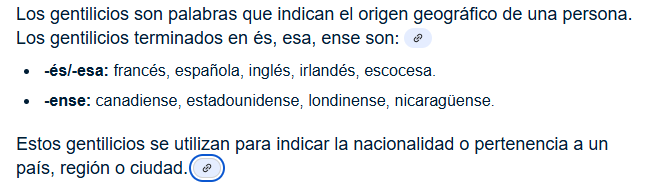 Los gentilicios son palabras que indican el origen geográfico de una persona.
Los gentilicios terminados en és, esa, ense son:
-és/-esa: francés, española, inglés, irlandés, escocesa.
-ense: canadiense, estadounidense, londinense, nicaragüense.
Estos gentilicios se utilizan para indicar la nacionalidad o pertenencia a un
país, región o ciudad.